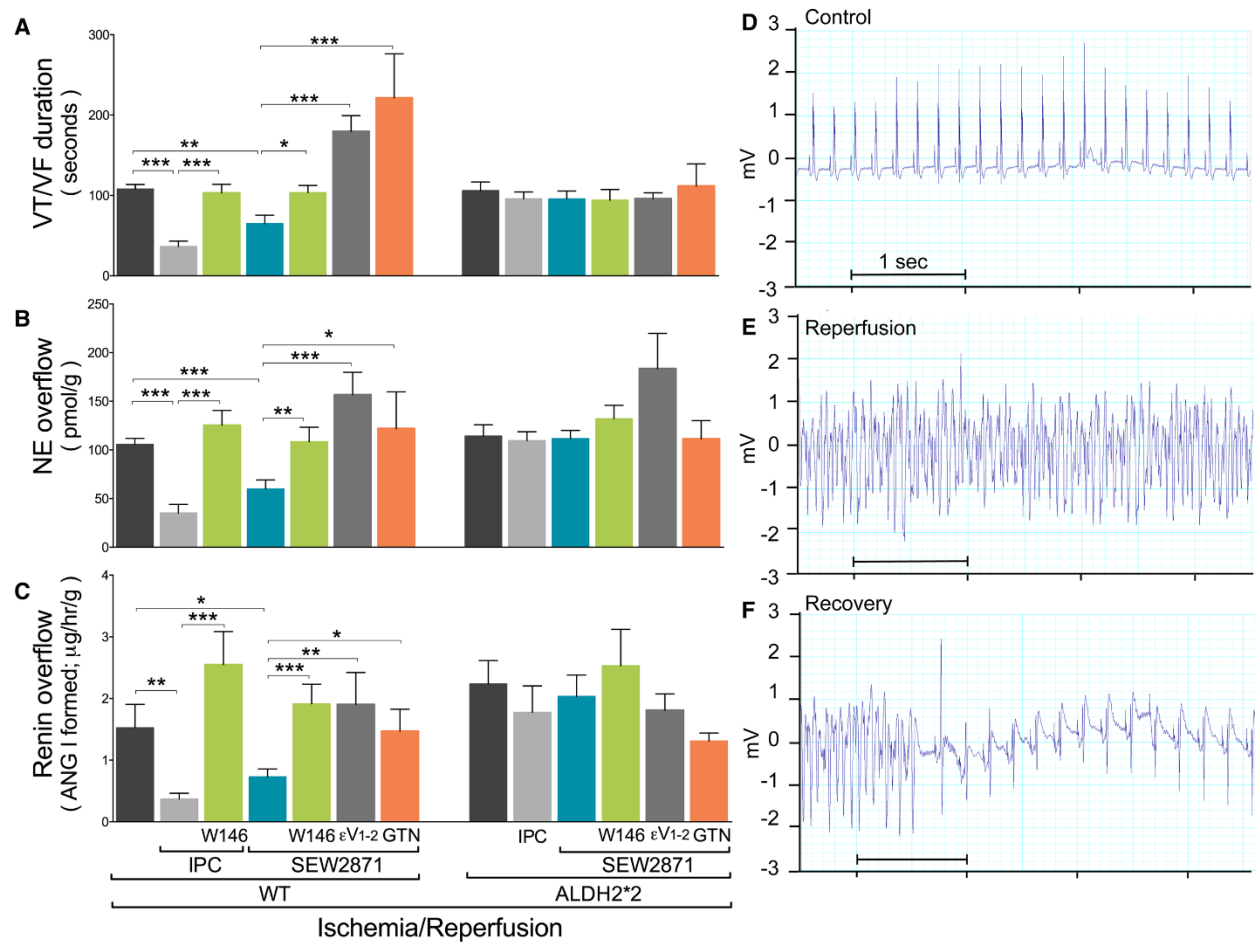 A
VT/VF duration
( seconds )
300
200
100
0
***
***
**
*
*** ***
B
NE overflow
( pmol/g )
250
200
150
100
50
0
*
***
***
*** ***
**
C
Renin overflow
( ANG I formed; µg/hr/g )
4
3
2
1
0
*
***
*
**
**
***
W146 W146 εV1-2 GTN IPC W146 εV1-2 GTN
IPC SEW2871 SEW2871
WT ALDH2*2
Ischemia/Reperfusion
D
Control
mV
3
2
1
0
-1
-2
-3
1 sec
E
Reperfusion
mV
3
2
1
0
-1
-2
-3
F
Recovery
mV
3
2
1
0
-1
-2
-3